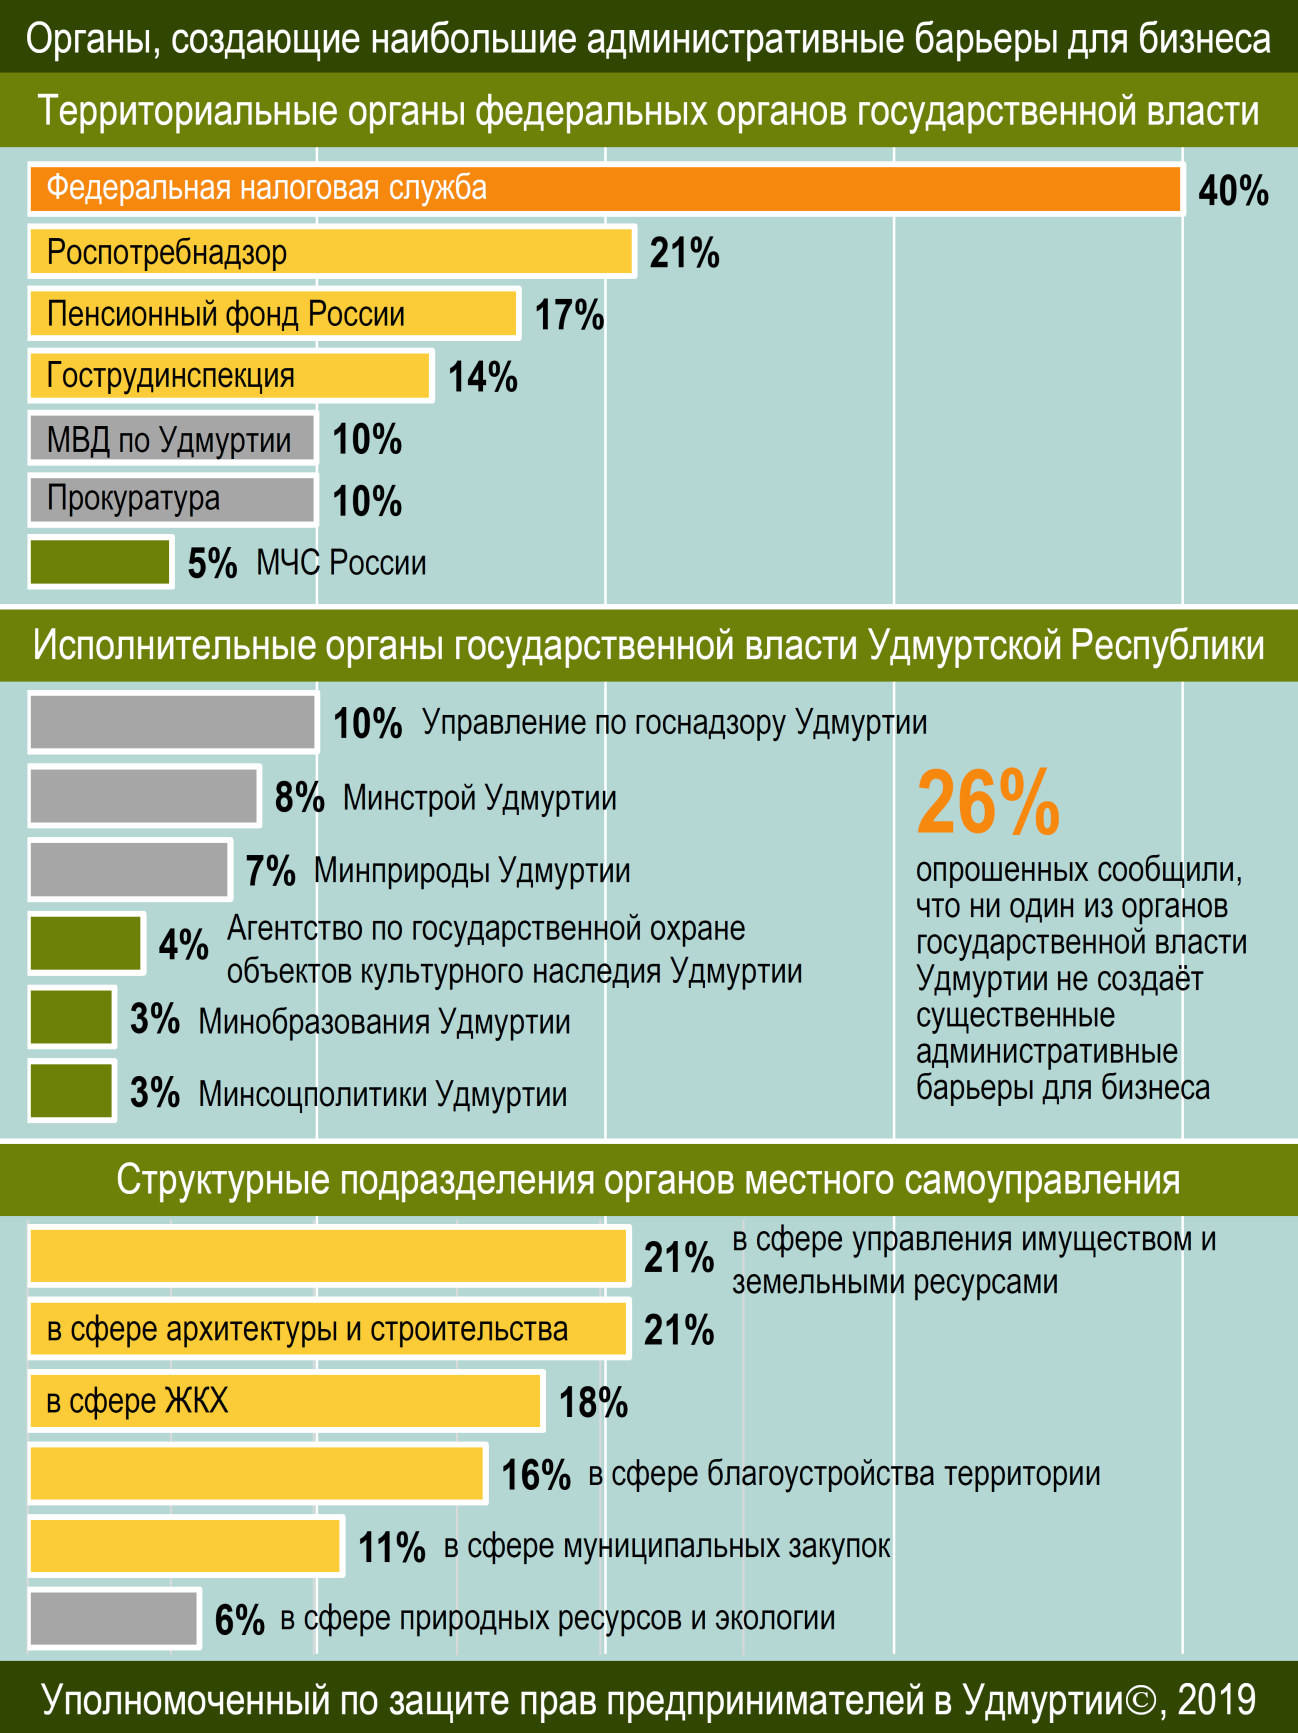 Органы, создающие наибольшие административные барьеры для бизнеса
Территориальные органы федеральных органов государственной власти
Федеральная налоговая служба 40%
Роспотребнадзор 21%
Пенсионный фонд России 17%
Гострудинспекция 14%
МВД по Удмуртии 10%
Прокуратура 10%
5% МЧС России
Исполнительные органы государственной власти Удмуртской Республики
10% Управление по госнадзору Удмуртии
8% Минстрой Удмуртии
7% Минприроды Удмуртии
4% Агентство по государственной охране
объектов культурного наследия Удмуртии
3% Минобразования Удмуртии
3% Минсоцполитики Удмуртии
26%
опрошенных сообщили,
что ни один из органов
государственной власти
Удмуртии не создаёт
существенные
административные
барьеры для бизнеса
Структурные подразделения органов местного самоуправления
21% в сфере управления имуществом и
земельными ресурсами
в сфере архитектуры и строительства 21%
в сфере ЖКХ 18%
16% в сфере благоустройства территории
11% в сфере муниципальных закупок
6% в сфере природных ресурсов и экологии
Уполномоченный по защите прав предпринимателей в Удмуртии©, 2019